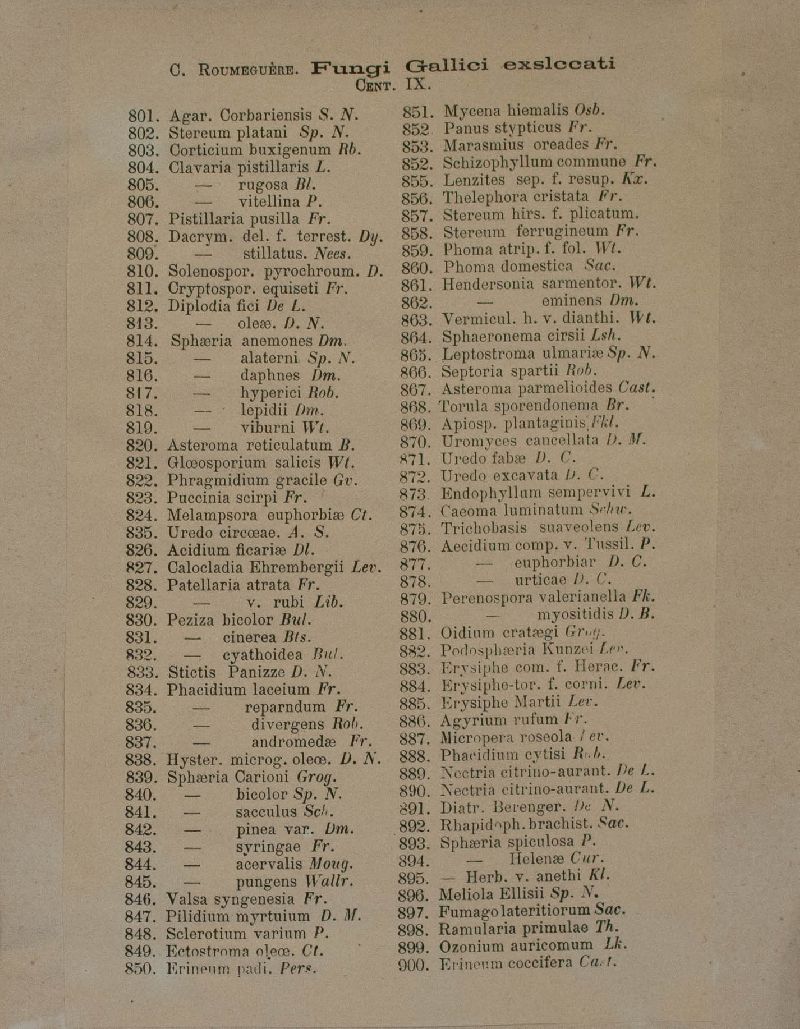 C. ROUMEGUÈRE. Fungi Gallici exslccati
CENT. IX.
801. Agar. Corbariensis S. N.
802. Stereum platani Sp. N.
803. Corticium buxigenum Rb.
804. Clavaria pistillaris L.
805. — rugosa Bl.
806. — vitellina P.
807. Pistillaria pusilla Fr.
808. Dacrym. del. f. terrest. Dy.
809. — stillatus. Nees.
810. Solenospor. pyrochroum. D.
811. Cryptospor. equiseti Fr.
812. Diplodia fici De L.
813. — oleæ. D. N.
814. Sphæria anemones Dm.
815. — alaterni Sp. N.
816. — daphnes Dm.
817. — hyperici Rob.
818. — lepidii Dm.
819. — viburni Wt.
820. Asteroma reticulatum B.
821. Glœosporium salicis Wt.
822. Phragmidium gracile Gv.
823. Puccinia scirpi Fr.
824. Melampsora euphorbiæ Ct.
835. Uredo circœae. A. S.
826. Acidium ficariæ Dl.
827. Calocladia Ehrembergii Lev.
828. Patellaria atrata Fr.
829. — v. rubi Lib.
830. Peziza bicolor Bul.
831. — cinerea Bts.
832. — cyathoidea Bul.
833. Stictis Panizze D. N.
834. Phacidium laceium Fr.
835. — reparndum Fr.
836. — divergens Rob.
837. — andromedæ Fr.
838. Hyster. microg. oleœ. D. N.
839. Sphæria Carioni Grog.
840. — bicolor Sp. N.
841. — sacculus Sch.
842. — pinea var. Dm.
843. — syringae Fr.
844. — acervalis Moug.
845. — pungens Wallr.
846. Valsa syngenesia Fr.
847. Pilidium myrtuium D. M.
848. Sclerotium varium P.
849. Ectostroma oleœ. Ct.
850. Erineum padi. Pers.
851. Mycena hiemalis Osb.
852. Panus stypticus Fr.
853. Marasmius oreades Fr.
852. Schizophyllum commune Fr.
855. Lenzites sep. f. resup. Kx.
856. Thelephora cristata Fr.
857. Stereum hirs. f. plicatum.
858. Stereum ferrugineum Fr.
859. Phoma atrip. f. fol. Wt.
860. Phoma domestica Sac.
861. Hendersonia sarmentor. Wt.
862. — eminens Dm.
863. Vermicul. h. v. dianthi. Wt.
864. Sphaeronema cirsii Lsh.
865. Leptostroma ulmariæ Sp. N.
866. Septoria spartii Rob.
867. Asteroma parmelioides Cast.
868. Torula sporendonema Br.
869. Apiosp. plantaginis Fkl.
870. Uromyces cancellata D. M.
871. Uredo fabæ D. C.
872. Uredo excavata D. C.
873. Endophyllum sempervivi L.
874. Caeoma luminatum Schw.
875. Trichobasis suaveolens Lev.
876. Aecidium comp. v. Tussil. P.
877. — euphorbiar D. C.
878. — urticae D. C.
879. Perenospora valerianella Fk.
880. — myositidis D. B.
881. Oidium cratægi Grog.
882. Podosphæria Kunzei Lev.
883. Erysiphe com. f. Herac. Fr.
884. Erysiphe-tor. f. corni. Lev.
885. Erysiphe Martii Lev.
886. Agyrium rufum Fr.
887. Micropera roseola Lev.
888. Phacidium cytisi Rob.
889. Nectria citrino-aurant. De L.
890. Nectria citrino-aurant. De L.
891. Diatr. Berenger. De N.
892. Rhapidoph. brachist. Sac.
893. Sphæria spiculosa P.
894. — Helenæ Cur.
895. — Herb. v. anethi Kl.
896. Meliola Ellisii Sp. N.
897. Fumago lateritiorum Sac.
898. Ramularia primulae Th.
899. Ozonium auricomum Lk.
900. Erineum coccifera Cast.